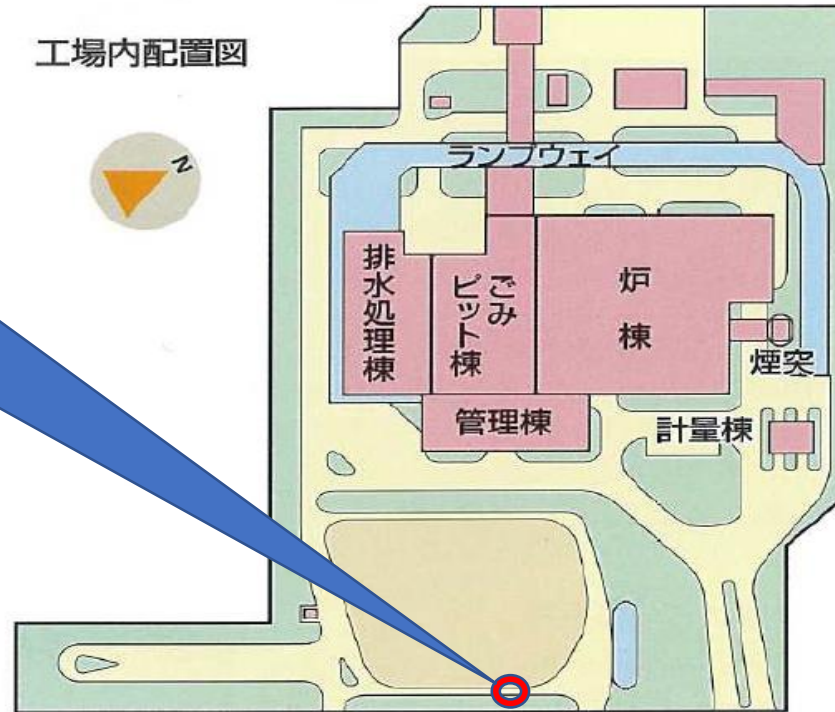 工場内配置図
N
ランプウェイ
排水処理棟
ごみ
ピット棟
炉棟
煙突
管理棟
計量棟